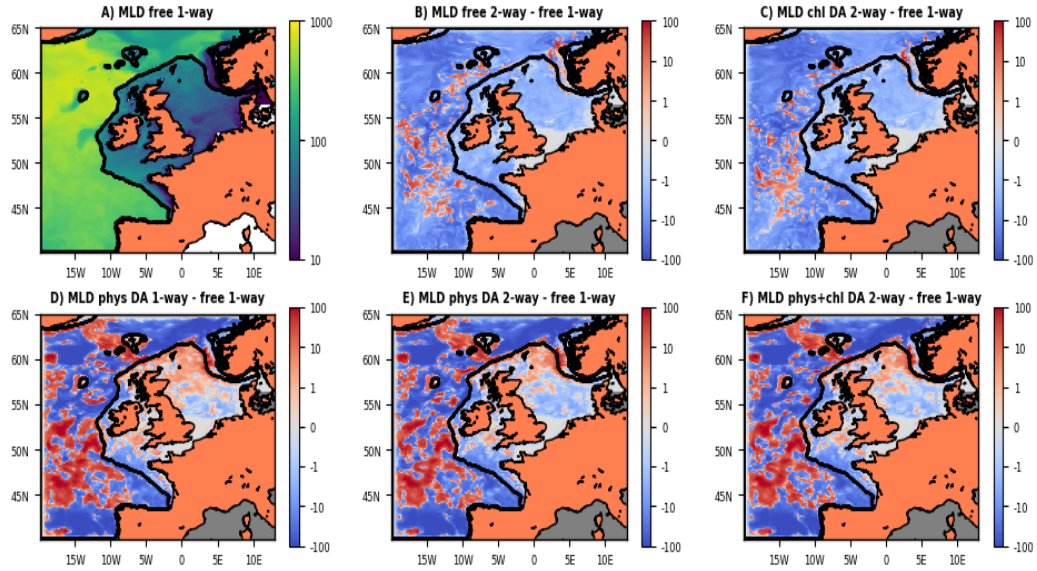 A) MLD free 1-way
B) MLD free 2-way - free 1-way
C) MLD chl DA 2-way - free 1-way
65N
60N
55N
50N
45N
15W 10W 5W 0 5E 10E
1000
100
10
65N
60N
55N
50N
45N
15W 10W 5W 0 5E 10E
100
10
1
0
-1
-10
-100
65N
60N
55N
50N
45N
15W 10W 5W 0 5E 10E
100
10
1
0
-1
-10
-100
D) MLD phys DA 1-way - free 1-way
E) MLD phys DA 2-way - free 1-way
F) MLD phys+chl DA 2-way - free 1-way
65N
60N
55N
50N
45N
15W 10W 5W 0 5E 10E
100
10
1
0
-1
-10
-100
65N
60N
55N
50N
45N
15W 10W 5W 0 5E 10E
100
10
1
0
-1
-10
-100
65N
60N
55N
50N
45N
15W 10W 5W 0 5E 10E
100
10
1
0
-1
-10
-100